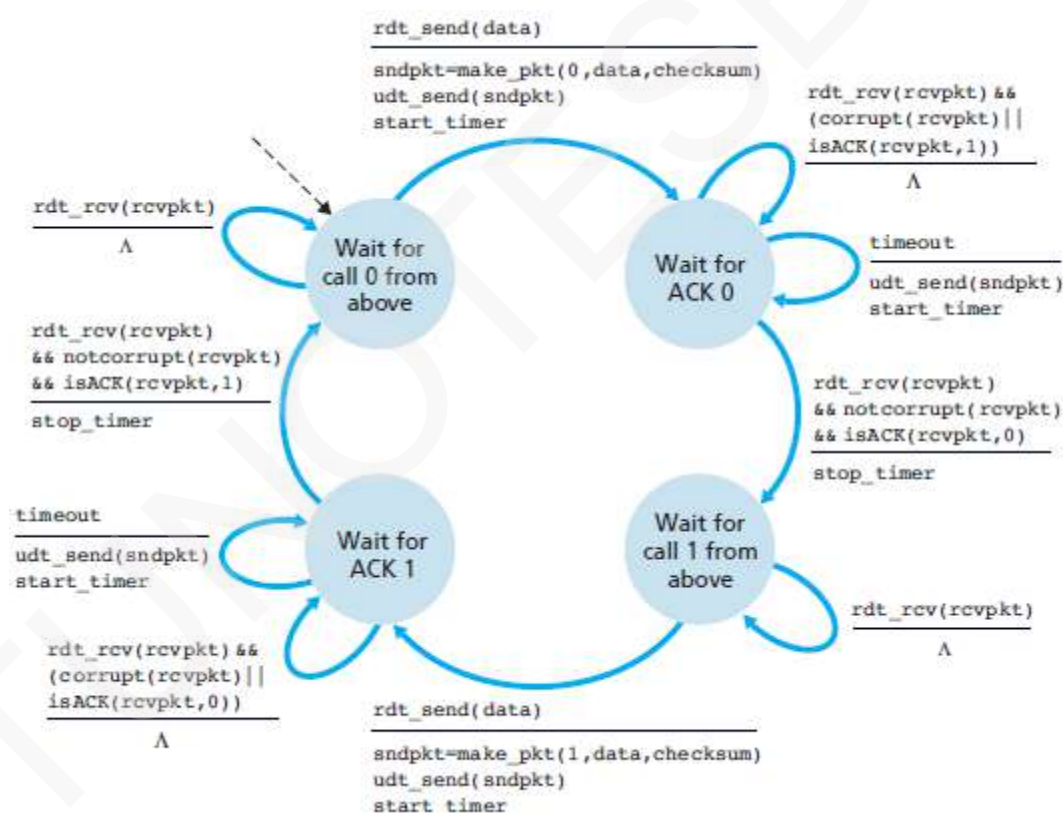 rdt_send(data)
sndpkt=make_pkt(0,data,checksum)
udt_send(sndpkt)
start_timer
rdt_rcv(rcvpkt) &&
(corrupt(rcvpkt)||
isACK(rcvpkt,1))
Λ
rdt_rcv(rcvpkt)
Λ
Wait for
call 0 from
above
Wait for
ACK 0
timeout
udt_send(sndpkt)
start_timer
rdt_rcv(rcvpkt)
&& notcorrupt(rcvpkt)
&& isACK(rcvpkt,1)
stop_timer
rdt_rcv(rcvpkt)
&& notcorrupt(rcvpkt)
&& isACK(rcvpkt,0)
stop_timer
timeout
udt_send(sndpkt)
start_timer
Wait for
ACK 1
Wait for
call 1 from
above
rdt_rcv(rcvpkt)
Λ
rdt_rcv(rcvpkt) &&
(corrupt(rcvpkt)||
isACK(rcvpkt,0))
Λ
rdt_send(data)
sndpkt=make_pkt(1,data,checksum)
udt_send(sndpkt)
start_timer